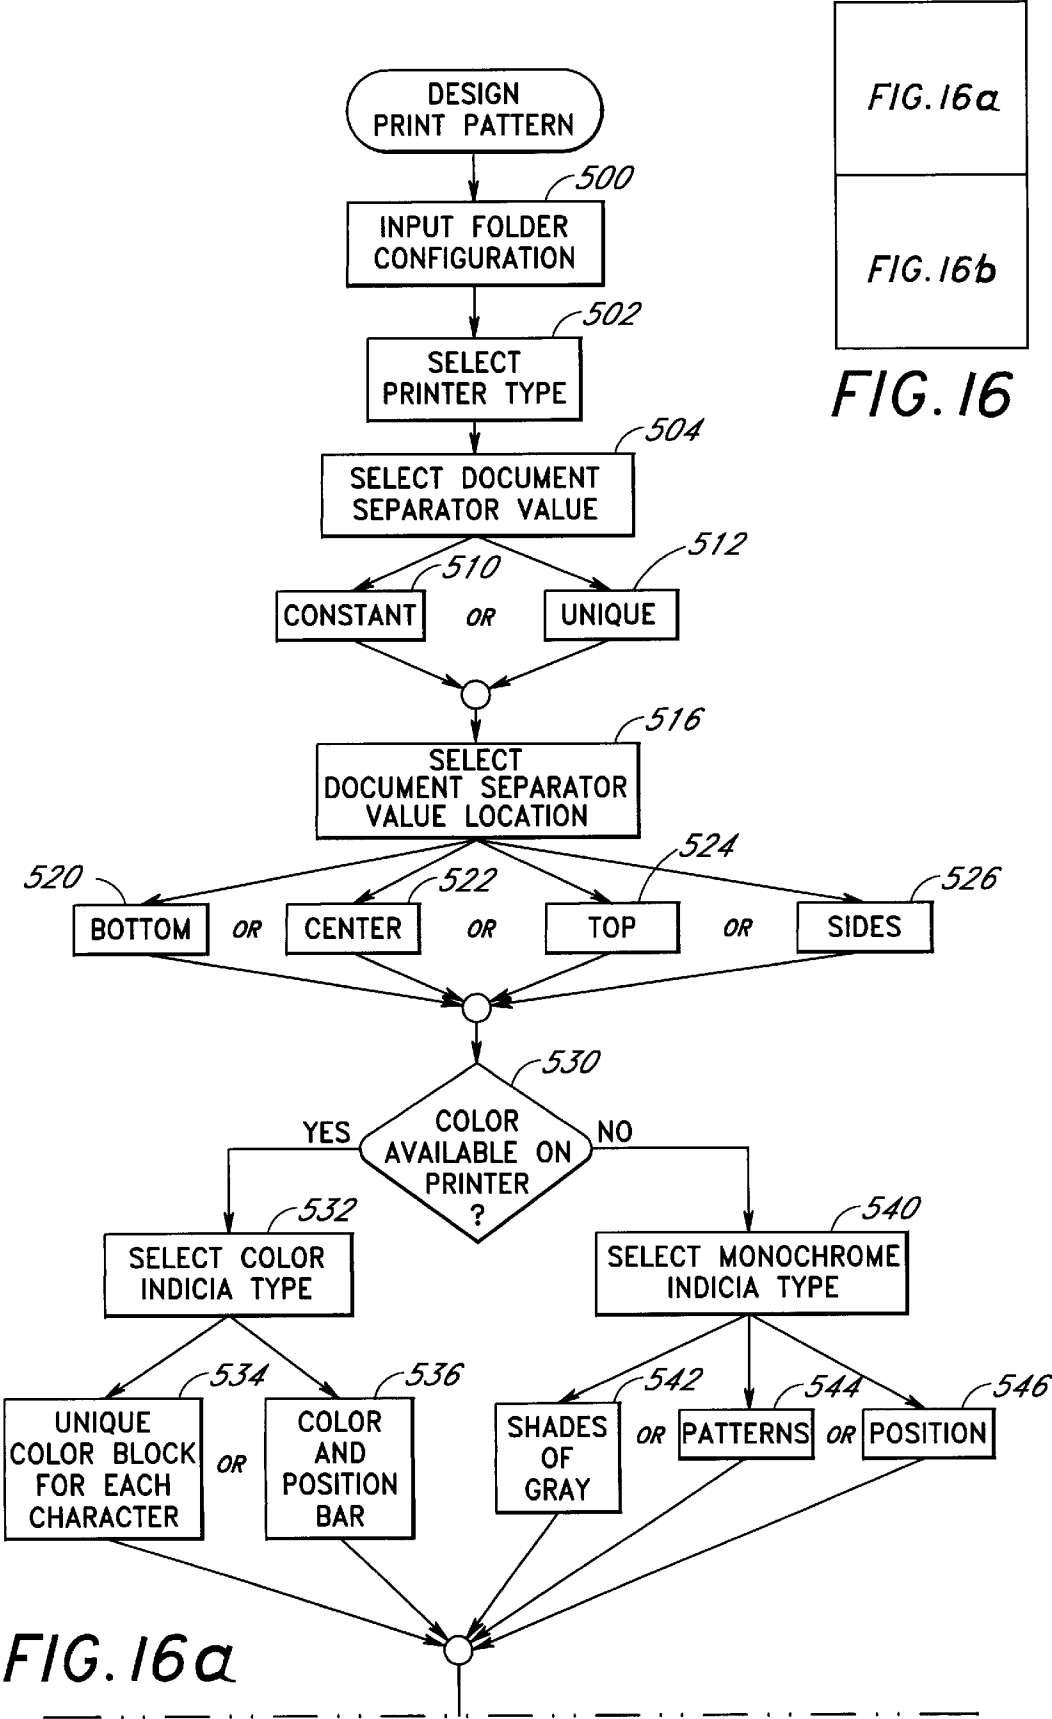 DESIGN
PRINT PATTERN
500
INPUT FOLDER
CONFIGURATION
502
SELECT
PRINTER TYPE
504
SELECT DOCUMENT
SEPARATOR VALUE
510
512
CONSTANT OR UNIQUE
516
SELECT
DOCUMENT SEPARATOR
VALUE LOCATION
520 522 524 526
BOTTOM OR CENTER OR TOP OR SIDES
530
COLOR
AVAILABLE ON
PRINTER
?
YES
NO
532
SELECT COLOR
INDICIA TYPE
540
SELECT MONOCHROME
INDICIA TYPE
534
UNIQUE
COLOR BLOCK
FOR EACH
CHARACTER
OR
536
COLOR
AND
POSITION
BAR
542
SHADES
OF
GRAY
OR
544
PATTERNS
OR
546
POSITION
FIG. 16a
FIG. 16a
FIG. 16b
FIG. 16